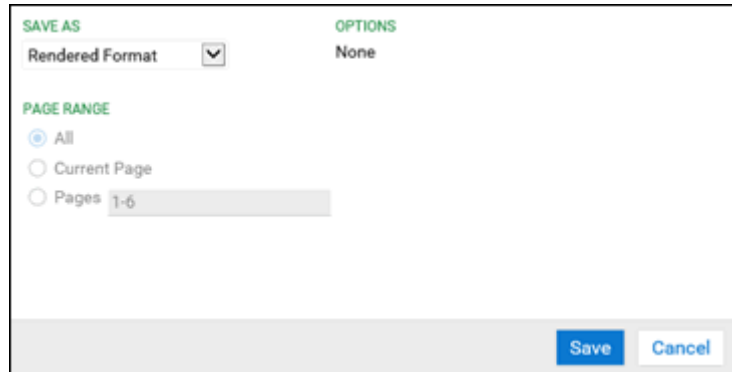 SAVE AS
Rendered Format
OPTIONS
None
PAGE RANGE
All
Current Page
Pages 1-6
Save Cancel